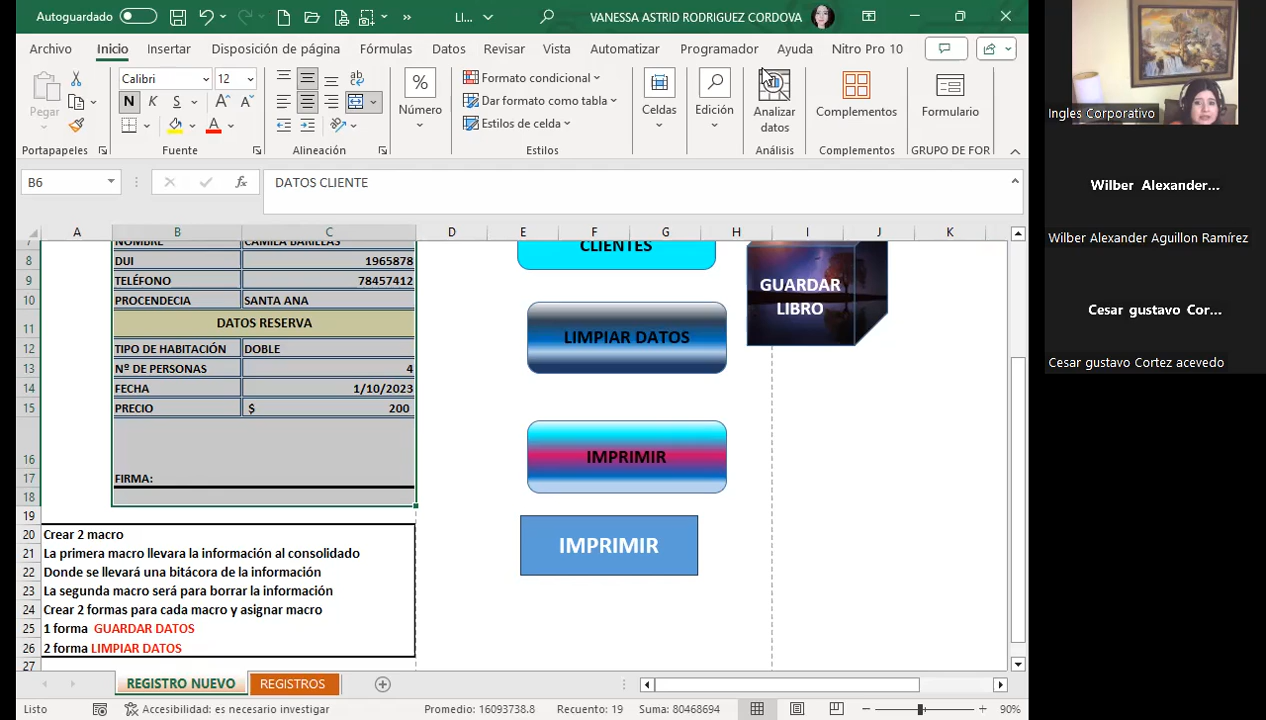 Autoguardado
LI...
VANESSA ASTRID RODRIGUEZ CORDOVA
Archivo Inicio Insertar Disposición de página Fórmulas Datos Revisar Vista Automatizar Programador Ayuda Nitro Pro 10
Pegar
Calibri 12
N K S
Número
Formato condicional
Dar formato como tabla
Estilos de celda
Celdas
Edición
Analizar datos
Complementos
Formulario
Portapapeles Fuente Alineación Estilos Análisis Complementos GRUPO DE FOR
B6 fx DATOS CLIENTE
A B C D E F G H I J K
7 NOMBRE CAMILA BARILLAS
8 DUI 1965878
9 TELÉFONO 78457412
10 PROCENDECIA SANTA ANA
11 DATOS RESERVA
12 TIPO DE HABITACIÓN DOBLE
13 Nº DE PERSONAS 4
14 FECHA 1/10/2023
15 PRECIO $ 200
16
17 FIRMA:
18
19
20 Crear 2 macro
21 La primera macro llevara la información al consolidado
22 Donde se llevará una bitácora de la información
23 La segunda macro será para borrar la información
24 Crear 2 formas para cada macro y asignar macro
25 1 forma GUARDAR DATOS
26 2 forma LIMPIAR DATOS
27
CLIENTES
LIMPIAR DATOS
IMPRIMIR
IMPRIMIR
GUARDAR
LIBRO
REGISTRO NUEVO REGISTROS
Listo Accesibilidad: es necesario investigar Promedio: 16093738.8 Recuento: 19 Suma: 80468694 90%
Ingles Corporativo
Wilber Alexander...
Wilber Alexander Aguillon Ramírez
Cesar gustavo Cor...
Cesar gustavo Cortez acevedo